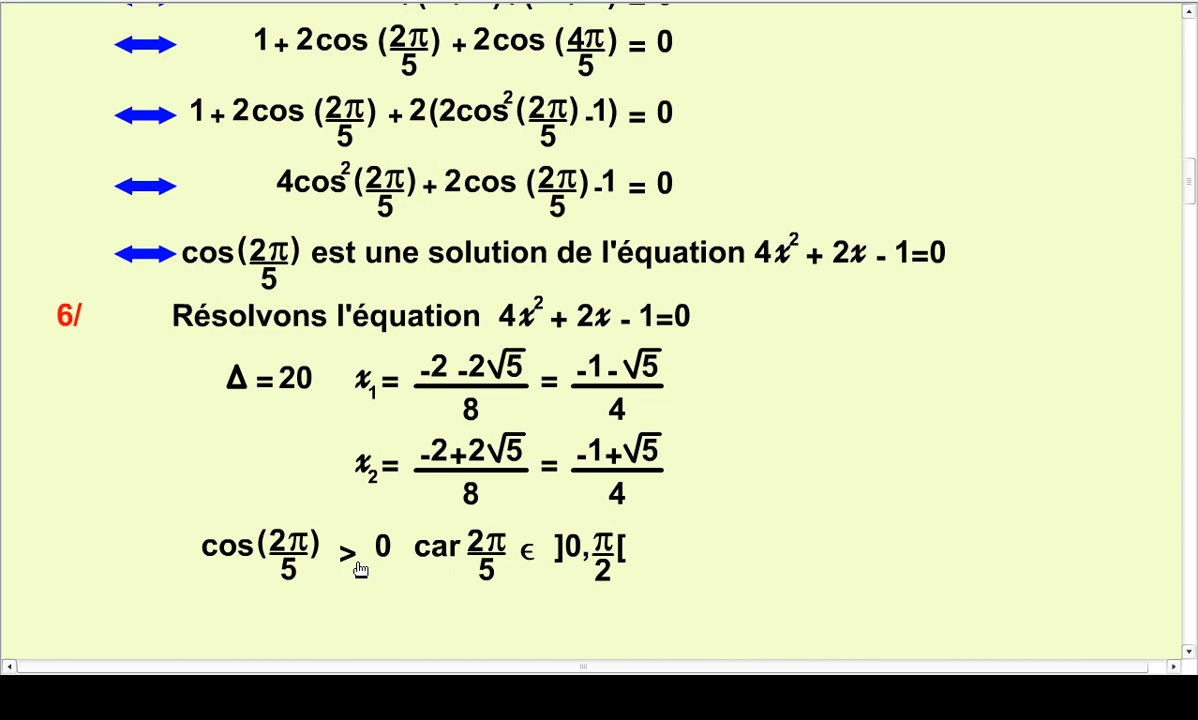 1 + 2cos (2π/5) + 2cos (4π/5) = 0
1 + 2cos (2π/5) + 2(2cos²(2π/5) -1) = 0
4cos²(2π/5) + 2cos (2π/5) -1 = 0
cos(2π/5) est une solution de l'équation 4x² + 2x - 1=0
6/ Résolvons l'équation 4x² + 2x - 1=0
Δ = 20 x₁ = (-2 -2√5)/8 = (-1-√5)/4
x₂ = (-2+2√5)/8 = (-1+√5)/4
cos(2π/5) > 0 car 2π/5 ϵ ]0,π/2[